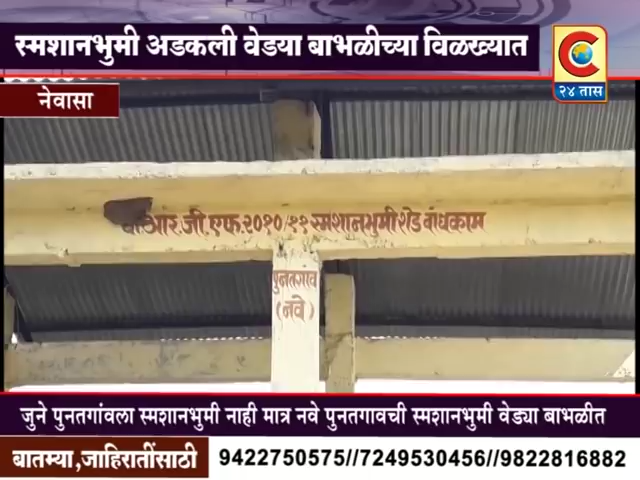 स्मशानभुमी अडकली वेडया बाभळीच्या विळख्यात
C
२४ तास
नेवासा
बी.आर.जी.एफ.२०१०/११ स्मशानभुमी शेड बांधकाम
पुनतगाव
(नवे)
जुने पुनतगांवला स्मशानभुमी नाही मात्र नवे पुनतगावची स्मशानभुमी वेड्या बाभळीत
बातम्या,जाहिरातींसाठी
9422750575//7249530456//9822816882